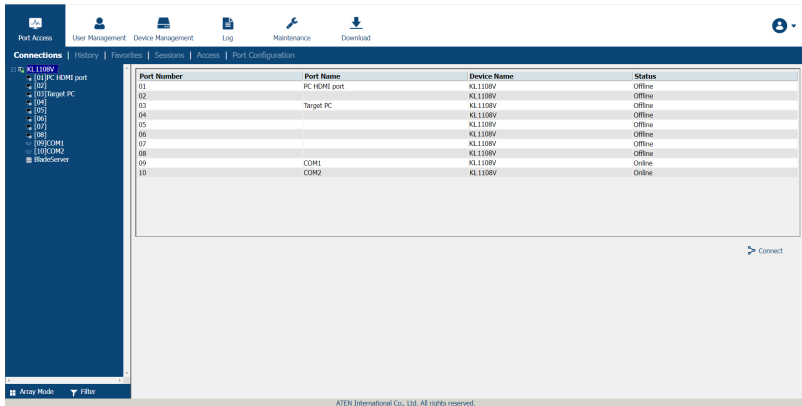 Port Access User Management Device Management Log Maintenance Download
Connections | History | Favorites | Sessions | Access | Port Configuration
KL1108V
[01]PC HDMI port
[02]
[03]Target PC
[04]
[05]
[06]
[07]
[08]
[09]COM1
[10]COM2
BladeServer
Port Number Port Name Device Name Status
01 PC HDMI port KL1108V Offline
02 KL1108V Offline
03 Target PC KL1108V Offline
04 KL1108V Offline
05 KL1108V Offline
06 KL1108V Offline
07 KL1108V Offline
08 KL1108V Offline
09 COM1 KL1108V Online
10 COM2 KL1108V Online
Connect
Array Mode Filter
ATEN International Co., Ltd. All rights reserved.